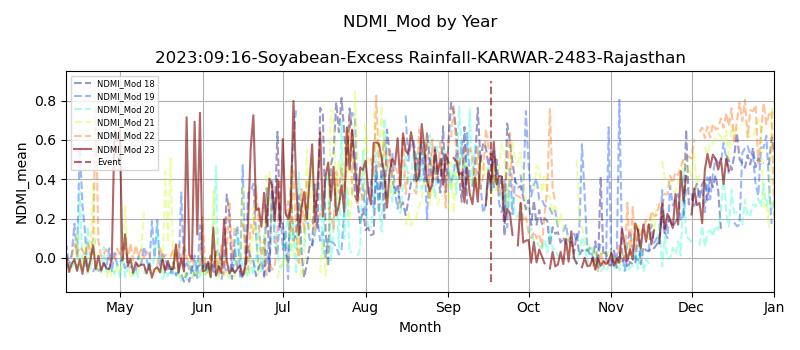 NDMI_Mod by Year
2023:09:16-Soyabean-Excess Rainfall-KARWAR-2483-Rajasthan
NDMI_mean
0.8
0.6
0.4
0.2
0.0
NDMI_Mod 18
NDMI_Mod 19
NDMI_Mod 20
NDMI_Mod 21
NDMI_Mod 22
NDMI_Mod 23
Event
May Jun Jul Aug Sep Oct Nov Dec Jan
Month